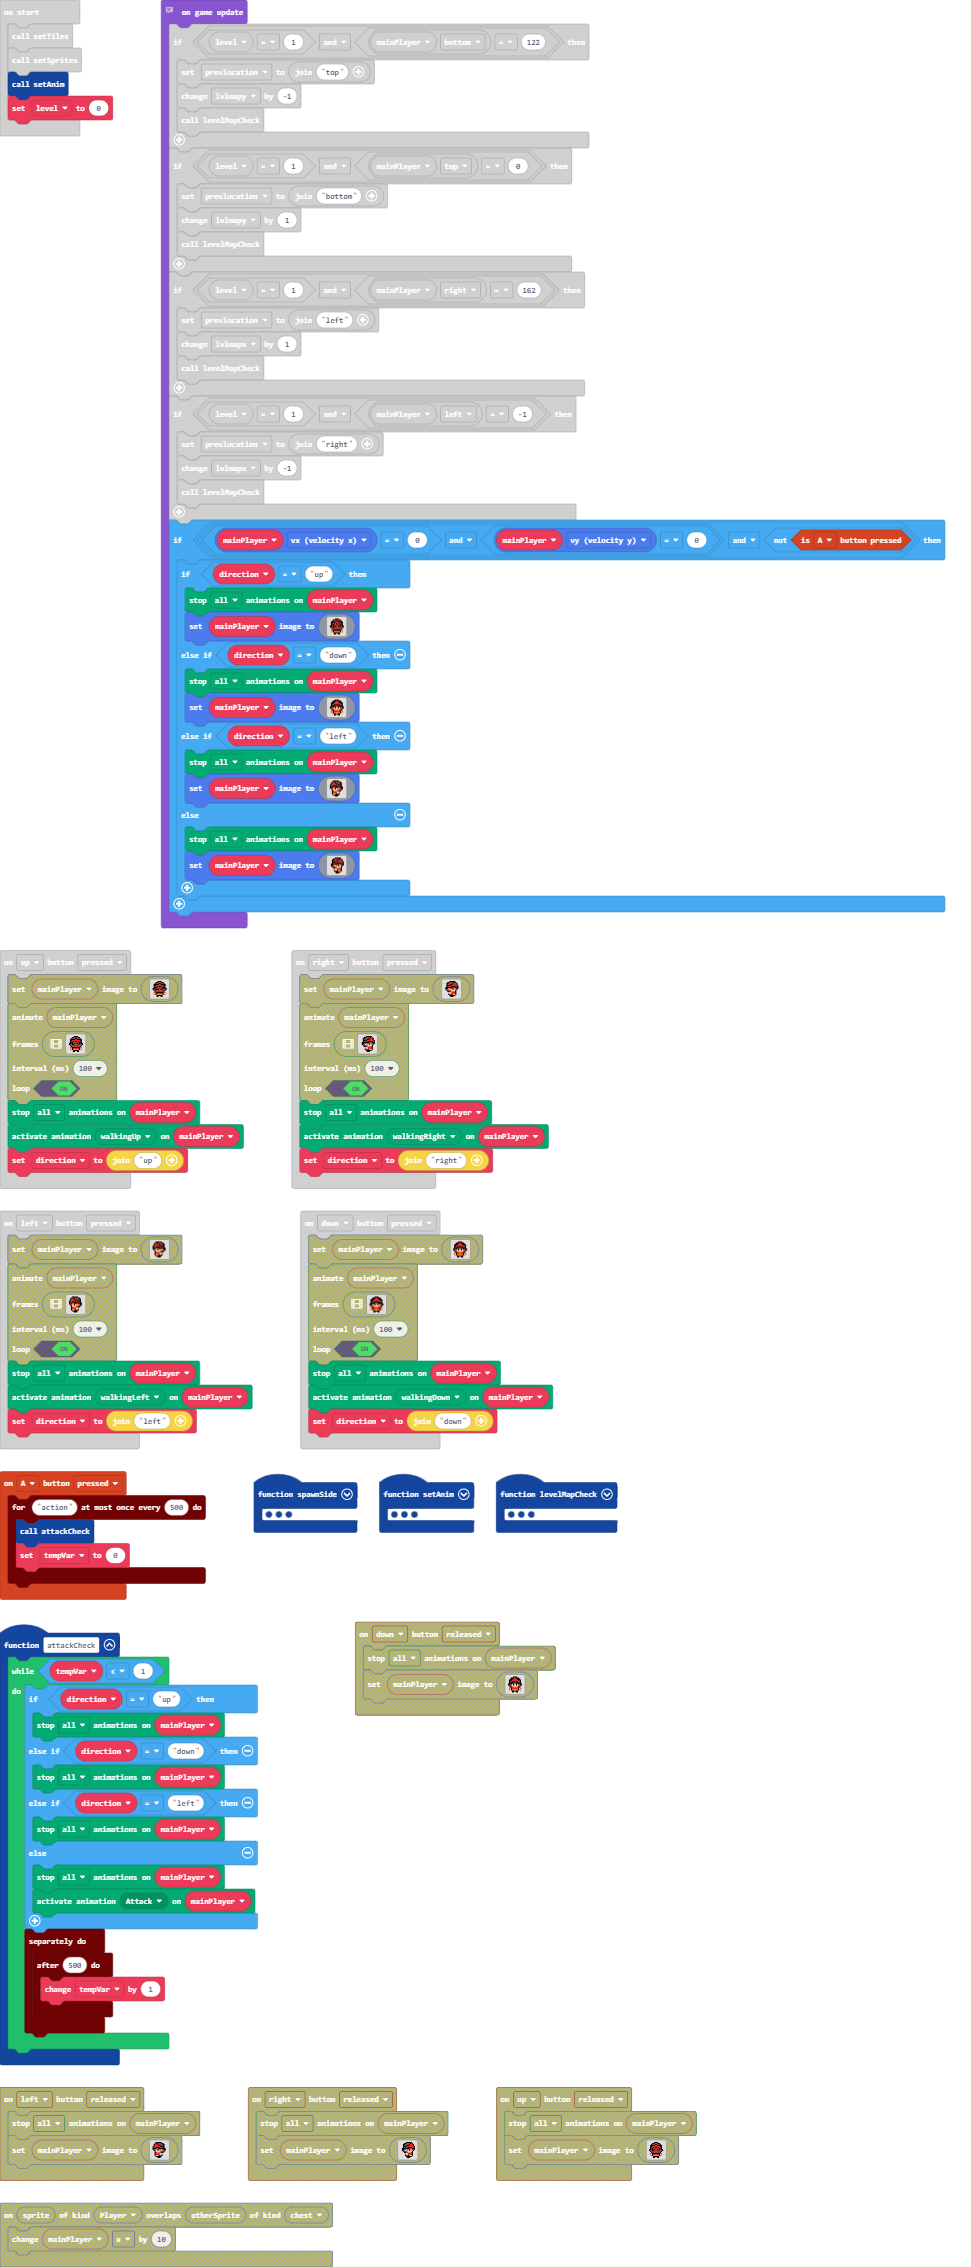 on start
call setTiles
call setSprites
call setAnim
set level to 0
on game update
if level = 1 and mainPlayer bottom = 122 then
set prevlocation to join "top"
change lvlmapy by -1
call levelMapCheck
if level = 1 and mainPlayer top = 0 then
set prevlocation to join "bottom"
change lvlmapy by 1
call levelMapCheck
if level = 1 and mainPlayer right = 162 then
set prevlocation to join "left"
change lvlmapx by 1
call levelMapCheck
if level = 1 and mainPlayer left = -1 then
set prevlocation to join "right"
change lvlmapx by -1
call levelMapCheck
if mainPlayer vx (velocity x) = 0 and mainPlayer vy (velocity y) = 0 and not is A button pressed then
if direction = "up" then
stop all animations on mainPlayer
set mainPlayer image to
else if direction = "down" then
stop all animations on mainPlayer
set mainPlayer image to
else if direction = "left" then
stop all animations on mainPlayer
set mainPlayer image to
else
stop all animations on mainPlayer
set mainPlayer image to
on up button pressed
set mainPlayer image to
animate mainPlayer
frames
interval (ms) 100
loop ON
stop all animations on mainPlayer
activate animation walkingUp on mainPlayer
set direction to join "up"
on right button pressed
set mainPlayer image to
animate mainPlayer
frames
interval (ms) 100
loop ON
stop all animations on mainPlayer
activate animation walkingRight on mainPlayer
set direction to join "right"
on left button pressed
set mainPlayer image to
animate mainPlayer
frames
interval (ms) 100
loop ON
stop all animations on mainPlayer
activate animation walkingLeft on mainPlayer
set direction to join "left"
on down button pressed
set mainPlayer image to
animate mainPlayer
frames
interval (ms) 100
loop ON
stop all animations on mainPlayer
activate animation walkingDown on mainPlayer
set direction to join "down"
on A button pressed
for "action" at most once every 500 do
call attackCheck
set tempVar to 0
function spawnSide
function setAnim
function levelMapCheck
function attackCheck
while tempVar < 1
do
if direction = "up" then
stop all animations on mainPlayer
else if direction = "down" then
stop all animations on mainPlayer
else if direction = "left" then
stop all animations on mainPlayer
else
stop all animations on mainPlayer
activate animation Attack on mainPlayer
separately do
after 500 do
change tempVar by 1
on down button released
stop all animations on mainPlayer
set mainPlayer image to
on left button released
stop all animations on mainPlayer
set mainPlayer image to
on right button released
stop all animations on mainPlayer
set mainPlayer image to
on up button released
stop all animations on mainPlayer
set mainPlayer image to
on sprite of kind Player overlaps otherSprite of kind chest
change mainPlayer x by 10